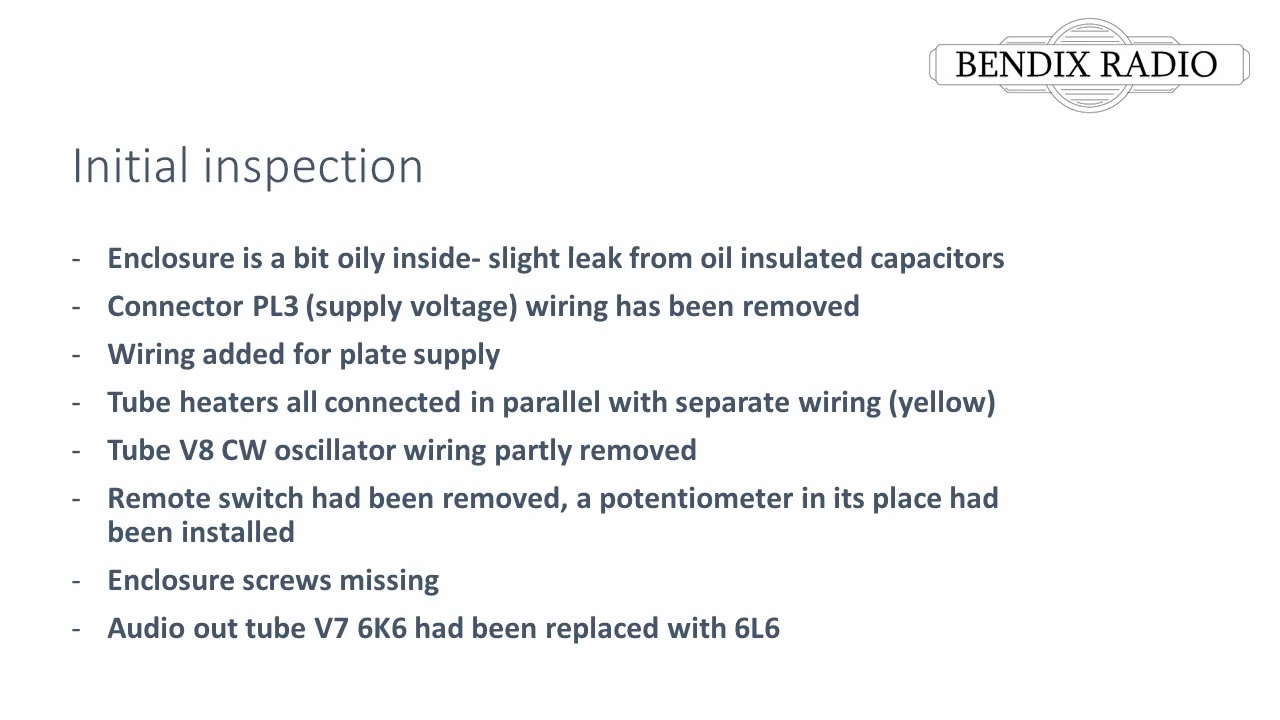 BENDIX RADIO
Initial inspection
- Enclosure is a bit oily inside- slight leak from oil insulated capacitors
- Connector PL3 (supply voltage) wiring has been removed
- Wiring added for plate supply
- Tube heaters all connected in parallel with separate wiring (yellow)
- Tube V8 CW oscillator wiring partly removed
- Remote switch had been removed, a potentiometer in its place had
been installed
- Enclosure screws missing
- Audio out tube V7 6K6 had been replaced with 6L6